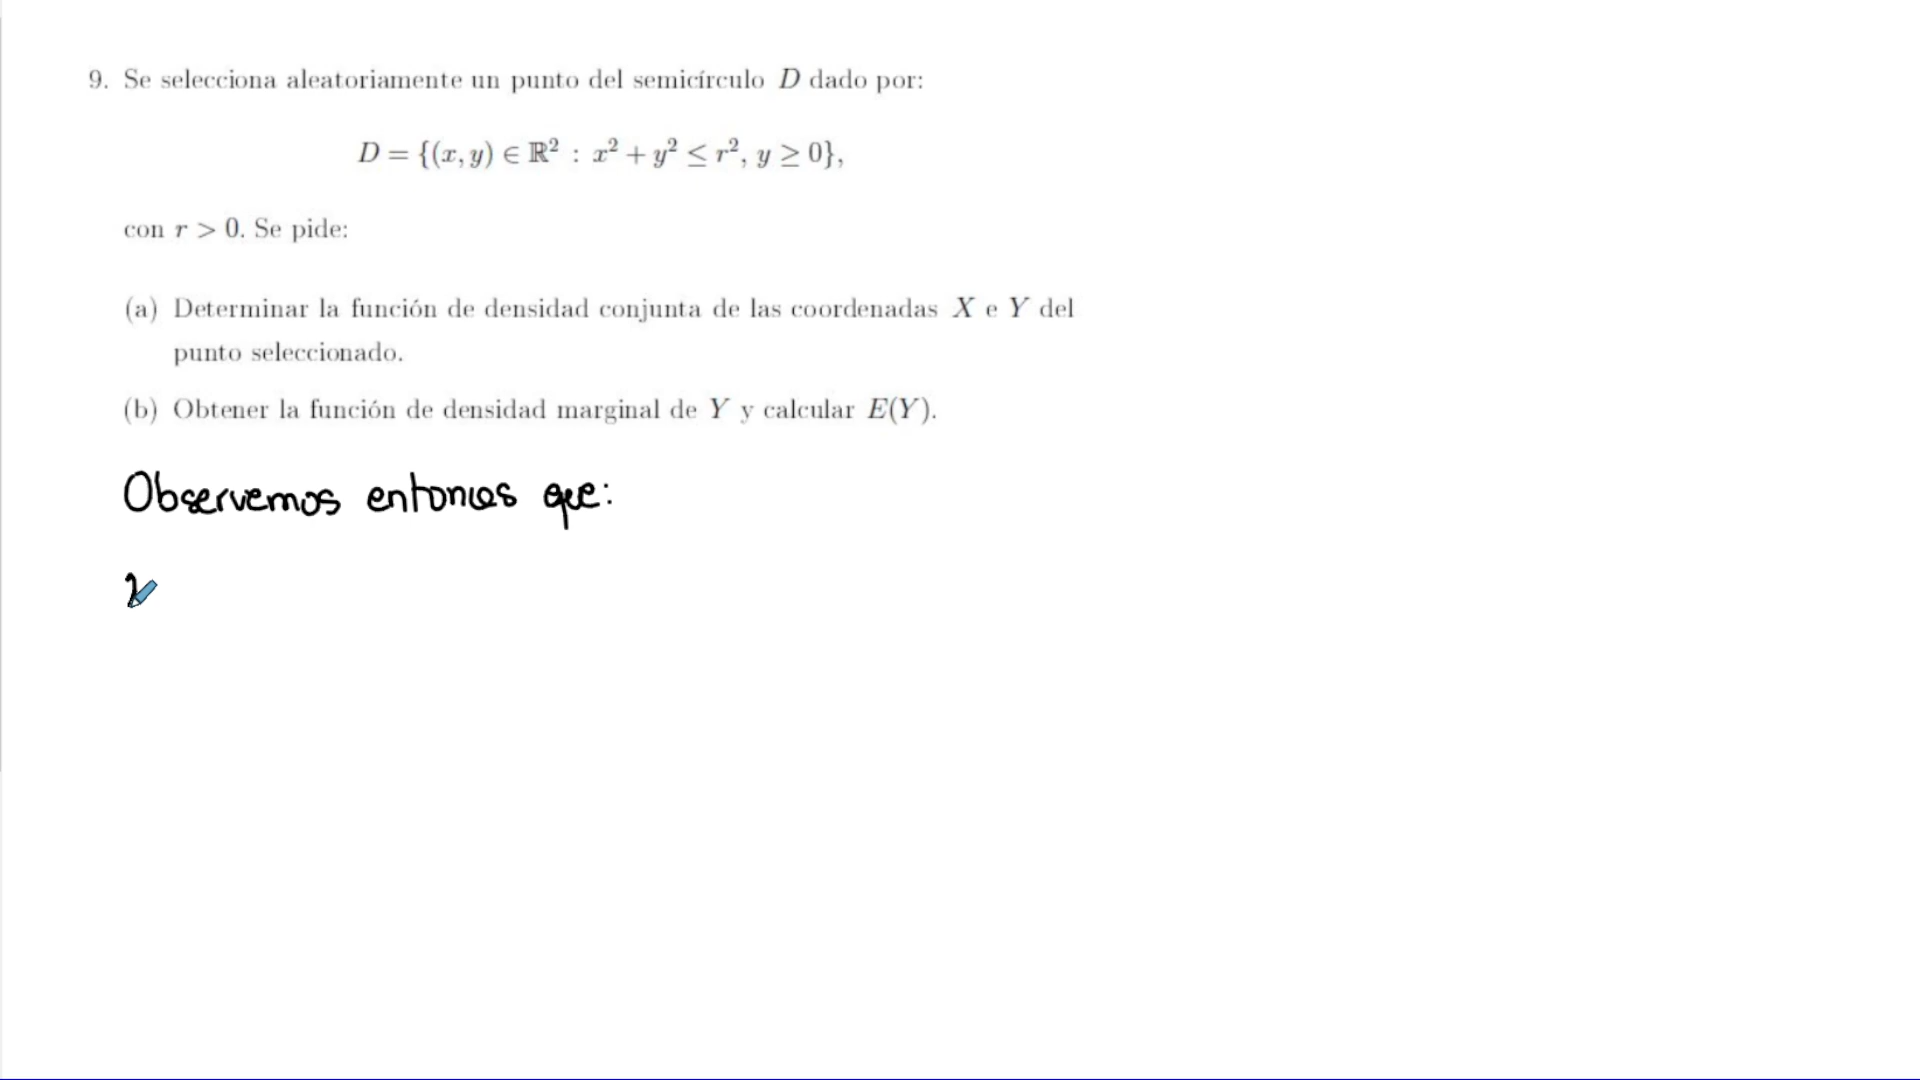 9. Se selecciona aleatoriamente un punto del semicírculo D dado por:
D = {(x, y) ∈ ℝ² : x² + y² ≤ r², y ≥ 0},
con r > 0. Se pide:
(a) Determinar la función de densidad conjunta de las coordenadas X e Y del
punto seleccionado.
(b) Obtener la función de densidad marginal de Y y calcular E(Y).
Observemos entonces que: